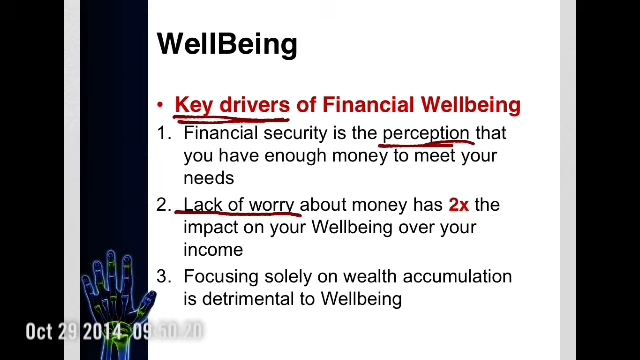 WellBeing
• Key drivers of Financial Wellbeing
1. Financial security is the perception that
you have enough money to meet your
needs
2. Lack of worry about money has 2x the
impact on your Wellbeing over your
income
3. Focusing solely on wealth accumulation
is detrimental to Wellbeing
Oct 29 2014, 09:50:20